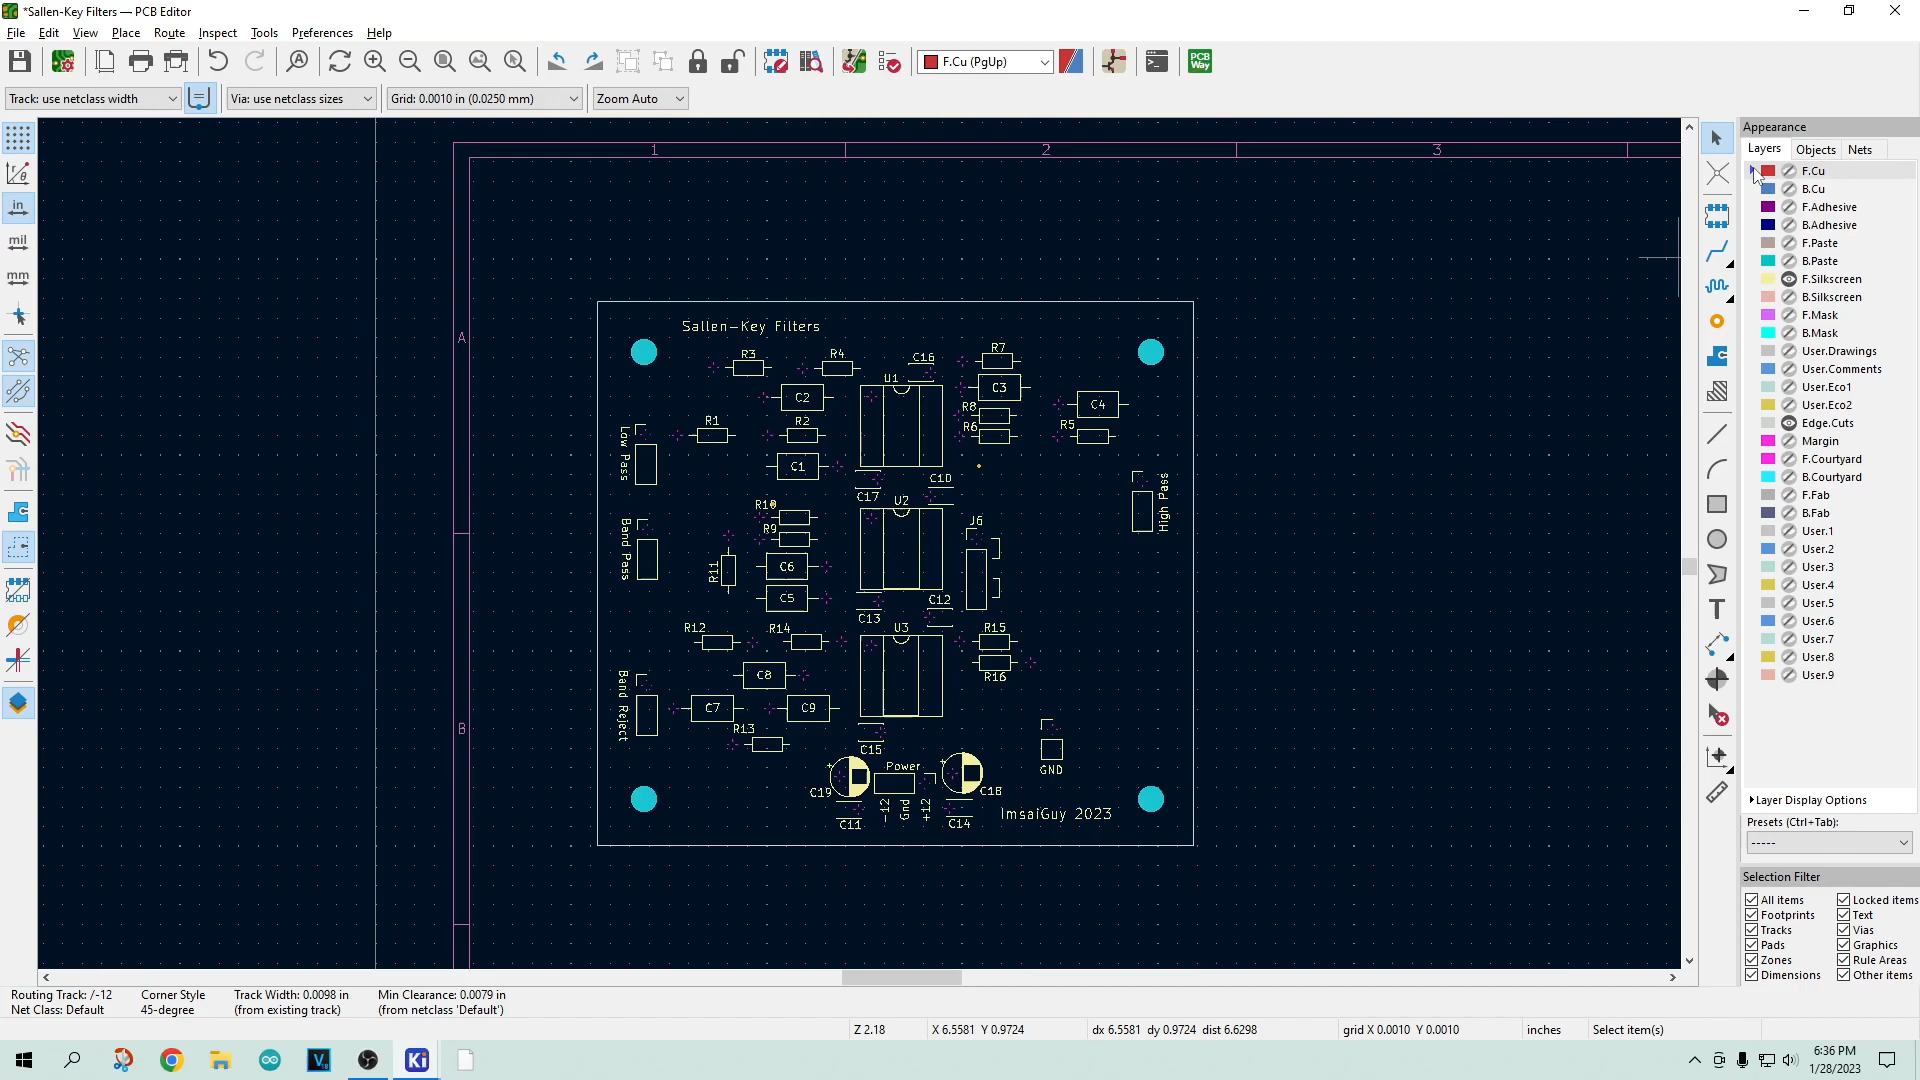 *Sallen-Key Filters — PCB Editor
File Edit View Place Route Inspect Tools Preferences Help
F.Cu (PgUp)
PCB
Way
Track: use netclass width
Via: use netclass sizes
Grid: 0.0010 in (0.0250 mm)
Zoom Auto
in
mil
mm
1 2 3
A
B
Sallen-Key Filters
R3 R4 C16 R7
U1
C2 C3 C4
R8
R1 R2 R6 R5
Low Pass
C1
C17 C10
High Pass
R10 U2
R9 J6
Band Pass
R11 C6
C5
C13 C12
R12 R14 U3 R15
C8 R16
Band Reject
C7 C9
R13
C15
Power
GND
C19 C18
-12 Gnd +12
C11 C14
ImsaiGuy 2023
Appearance
Layers Objects Nets
F.Cu
B.Cu
F.Adhesive
B.Adhesive
F.Paste
B.Paste
F.Silkscreen
B.Silkscreen
F.Mask
B.Mask
User.Drawings
User.Comments
User.Eco1
User.Eco2
Edge.Cuts
Margin
F.Courtyard
B.Courtyard
F.Fab
B.Fab
User.1
User.2
User.3
User.4
User.5
User.6
User.7
User.8
User.9
Layer Display Options
Presets (Ctrl+Tab):
-----
Selection Filter
All items Locked items
Footprints Text
Tracks Vias
Pads Graphics
Zones Rule Areas
Dimensions Other items
Routing Track: /-12 Corner Style Track Width: 0.0098 in Min Clearance: 0.0079 in
Net Class: Default 45-degree (from existing track) (from netclass 'Default')
Z 2.18 X 6.5581 Y 0.9724 dx 6.5581 dy 0.9724 dist 6.6298 grid X 0.0010 Y 0.0010 inches Select item(s)
Ki
6:36 PM
1/28/2023